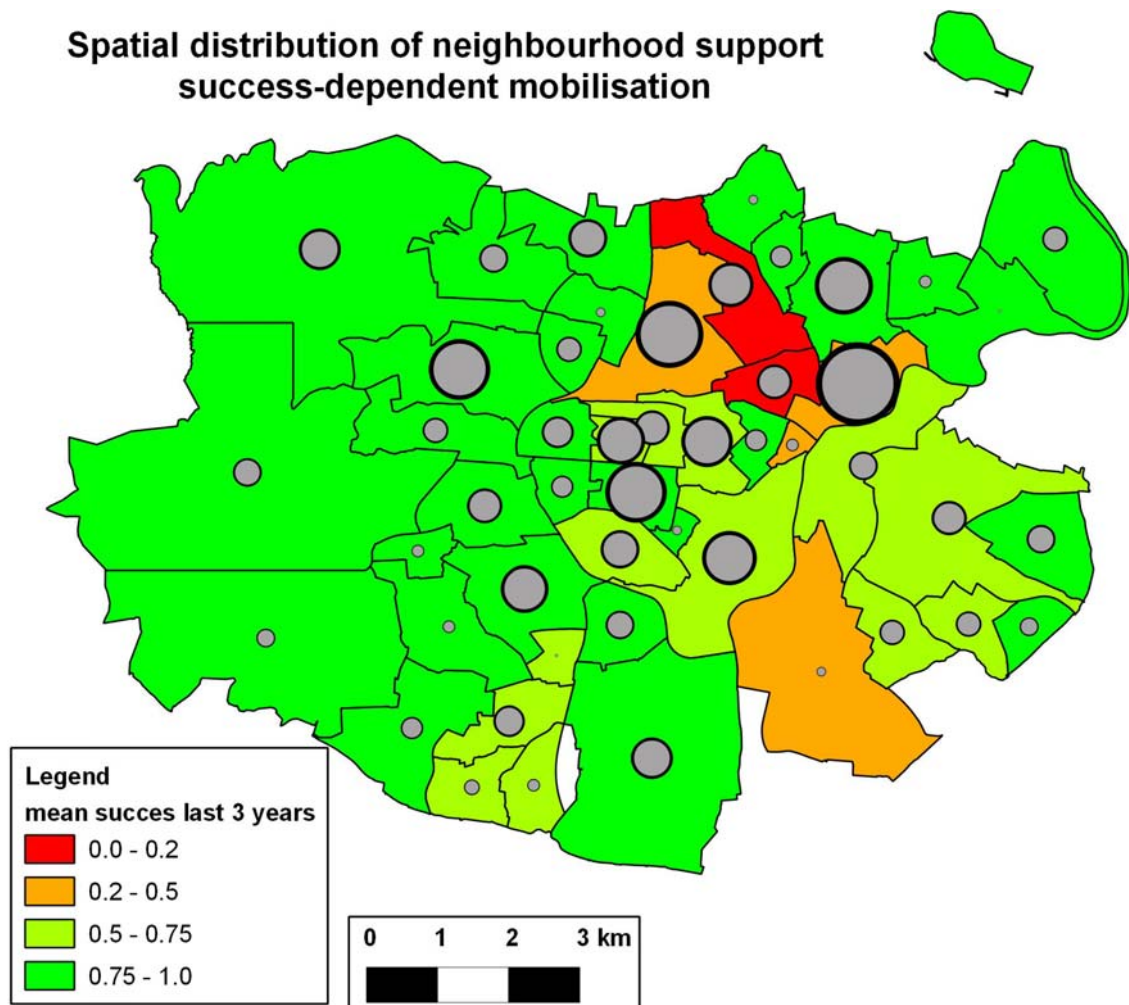 Spatial distribution of neighbourhood support
success-dependent mobilisation
Legend
mean succes last 3 years
0.0 - 0.2
0.2 - 0.5
0.5 - 0.75
0.75 - 1.0
0 1 2 3 km